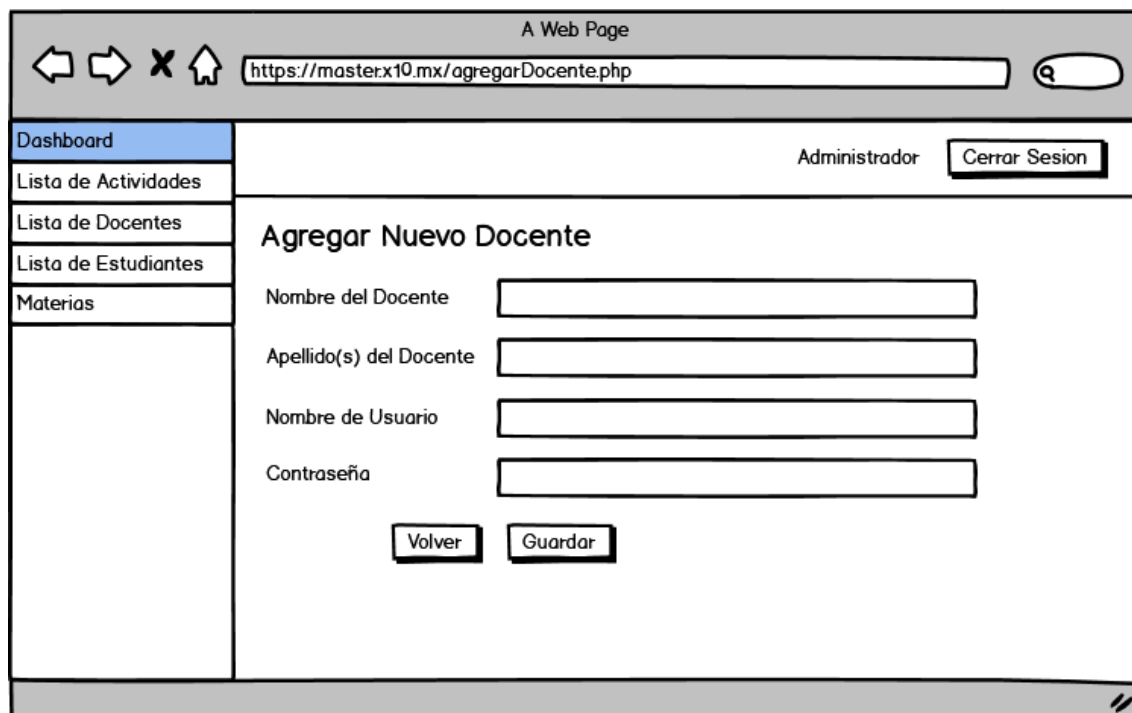 A Web Page
https://master.x10.mx/agregarDocente.php
Dashboard
Lista de Actividades
Lista de Docentes
Lista de Estudiantes
Materias
Administrador
Cerrar Sesion
Agregar Nuevo Docente
Nombre del Docente
Apellido(s) del Docente
Nombre de Usuario
Contraseña
Volver
Guardar